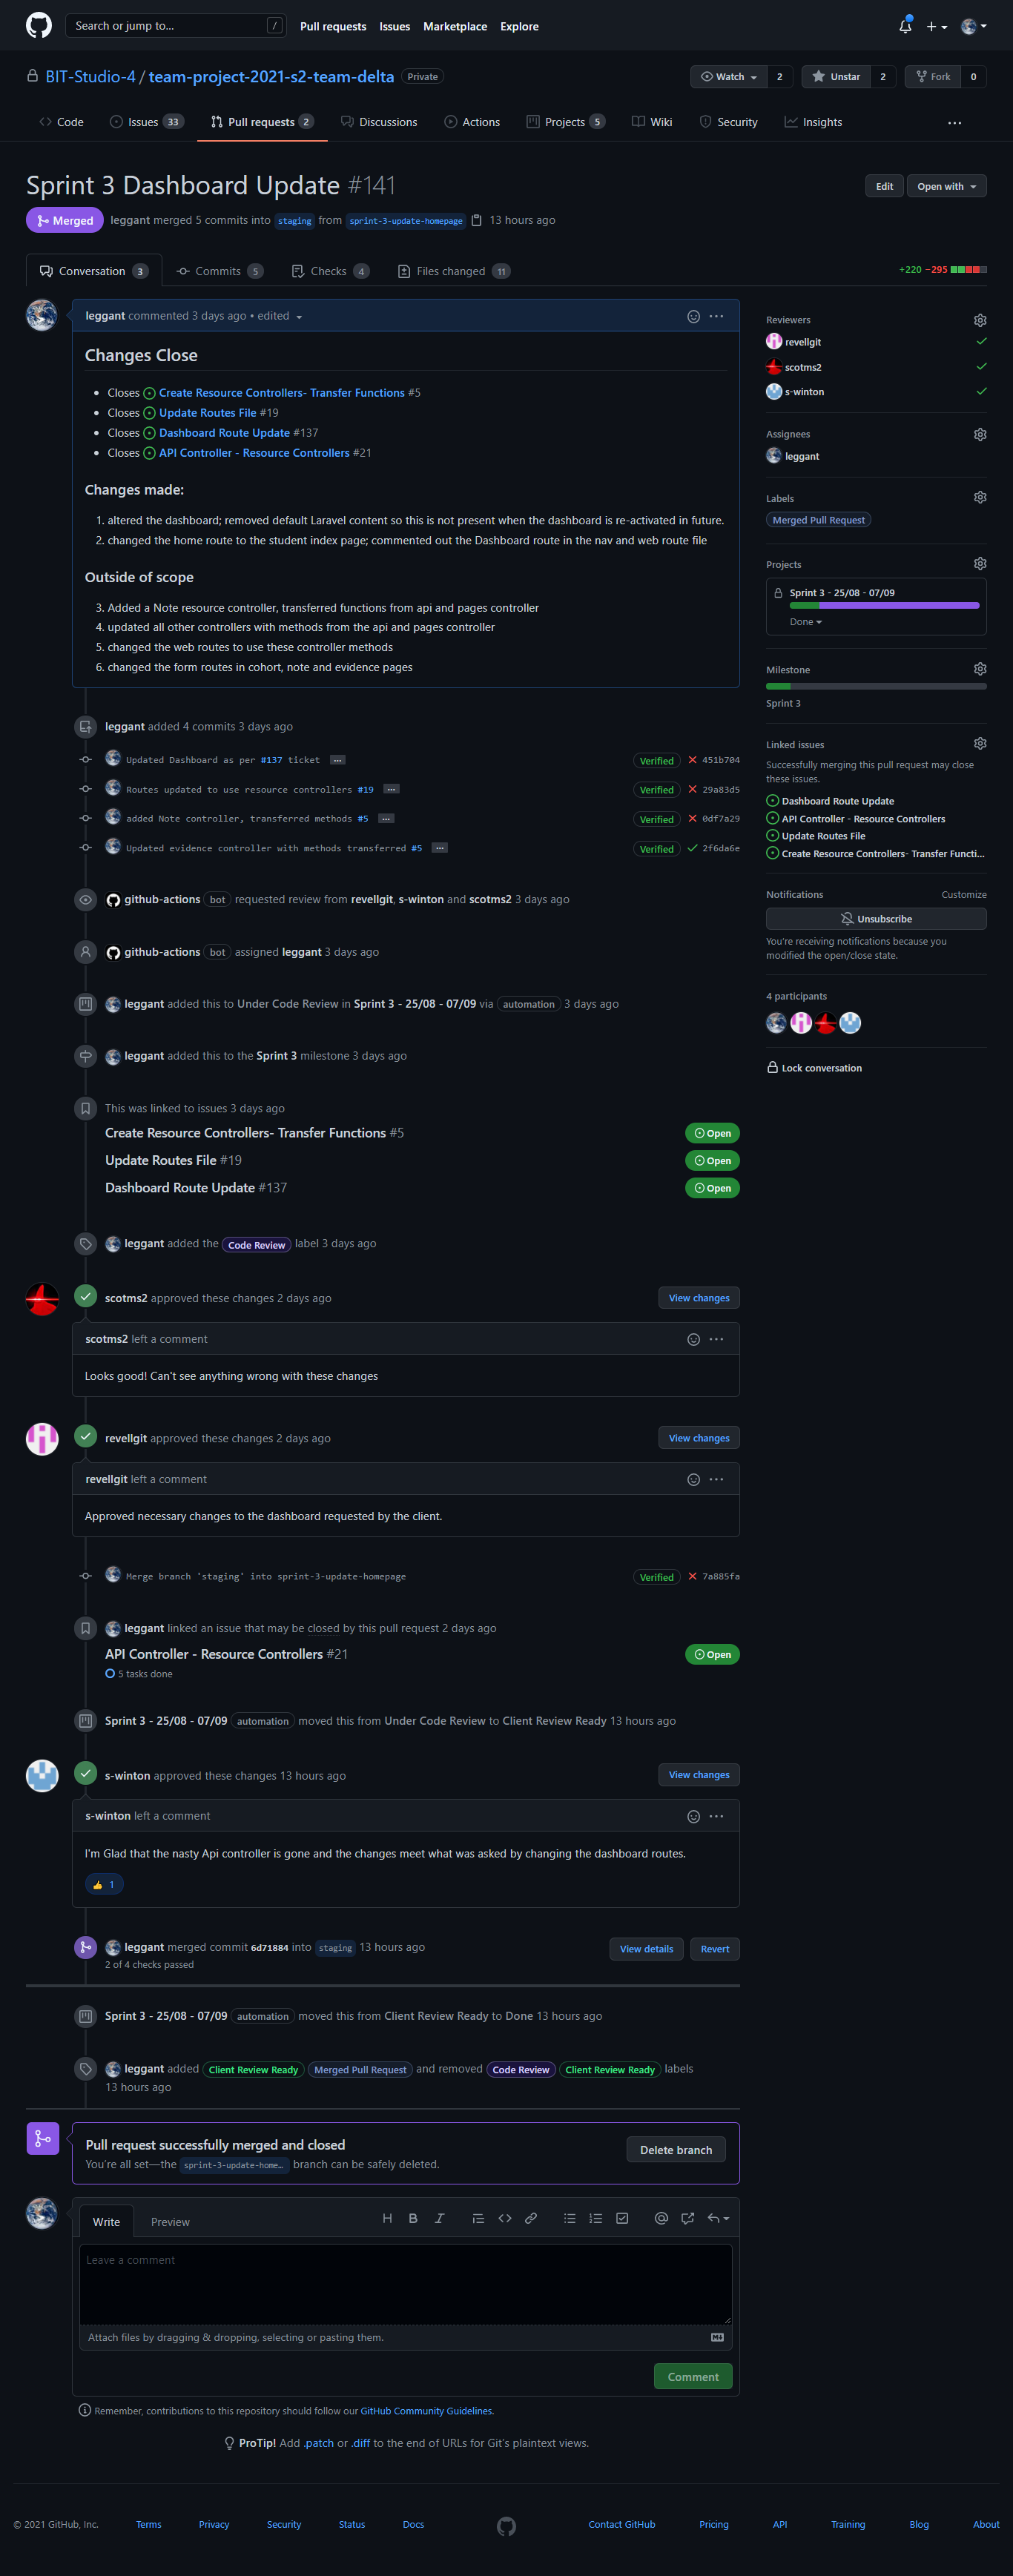 Search or jump to... / Pull requests Issues Marketplace Explore
BIT-Studio-4 / team-project-2021-s2-team-delta Private Watch 2 Unstar 2 Fork 0
Code Issues 33 Pull requests 2 Discussions Actions Projects 5 Wiki Security Insights ...
Sprint 3 Dashboard Update #141 Edit Open with
Merged leggant merged 5 commits into staging from sprint-3-update-homepage 13 hours ago
Conversation 3 Commits 5 Checks 4 Files changed 11 +220 −295
leggant commented 3 days ago • edited
Changes Close
• Closes Create Resource Controllers- Transfer Functions #5
• Closes Update Routes File #19
• Closes Dashboard Route Update #137
• Closes API Controller - Resource Controllers #21
Changes made:
1. altered the dashboard; removed default Laravel content so this is not present when the dashboard is re-activated in future.
2. changed the home route to the student index page; commented out the Dashboard route in the nav and web route file
Outside of scope
3. Added a Note resource controller, transferred functions from api and pages controller
4. updated all other controllers with methods from the api and pages controller
5. changed the web routes to use these controller methods
6. changed the form routes in cohort, note and evidence pages
leggant added 4 commits 3 days ago
Updated Dashboard as per #137 ticket ... Verified 451b704
Routes updated to use resource controllers #19 ... Verified 29a83d5
added Note controller, transferred methods #5 ... Verified 0df7a29
Updated evidence controller with methods transferred #5 ... Verified 2f6da6e
github-actions bot requested review from revellgit, s-winton and scotms2 3 days ago
github-actions bot assigned leggant 3 days ago
leggant added this to Under Code Review in Sprint 3 - 25/08 - 07/09 via automation 3 days ago
leggant added this to the Sprint 3 milestone 3 days ago
This was linked to issues 3 days ago
Create Resource Controllers- Transfer Functions #5 Open
Update Routes File #19 Open
Dashboard Route Update #137 Open
leggant added the Code Review label 3 days ago
scotms2 approved these changes 2 days ago View changes
scotms2 left a comment
Looks good! Can't see anything wrong with these changes
revellgit approved these changes 2 days ago View changes
revellgit left a comment
Approved necessary changes to the dashboard requested by the client.
Merge branch 'staging' into sprint-3-update-homepage Verified 7a885fa
leggant linked an issue that may be closed by this pull request 2 days ago
API Controller - Resource Controllers #21 Open
5 tasks done
Sprint 3 - 25/08 - 07/09 automation moved this from Under Code Review to Client Review Ready 13 hours ago
s-winton approved these changes 13 hours ago View changes
s-winton left a comment
I'm Glad that the nasty Api controller is gone and the changes meet what was asked by changing the dashboard routes.
👍 1
leggant merged commit 6d71884 into staging 13 hours ago View details Revert
2 of 4 checks passed
Sprint 3 - 25/08 - 07/09 automation moved this from Client Review Ready to Done 13 hours ago
leggant added Client Review Ready Merged Pull Request and removed Code Review Client Review Ready labels
13 hours ago
Pull request successfully merged and closed
You're all set—the sprint-3-update-home... branch can be safely deleted.
Delete branch
Write Preview H B I
Leave a comment
Attach files by dragging & dropping, selecting or pasting them.
Comment
Remember, contributions to this repository should follow our GitHub Community Guidelines.
ProTip! Add .patch or .diff to the end of URLs for Git's plaintext views.
Reviewers
revellgit
scotms2
s-winton
Assignees
leggant
Labels
Merged Pull Request
Projects
Sprint 3 - 25/08 - 07/09
Done
Milestone
Sprint 3
Linked issues
Successfully merging this pull request may close
these issues.
Dashboard Route Update
API Controller - Resource Controllers
Update Routes File
Create Resource Controllers- Transfer Functi...
Notifications Customize
Unsubscribe
You're receiving notifications because you
modified the open/close state.
4 participants
Lock conversation
© 2021 GitHub, Inc. Terms Privacy Security Status Docs Contact GitHub Pricing API Training Blog About